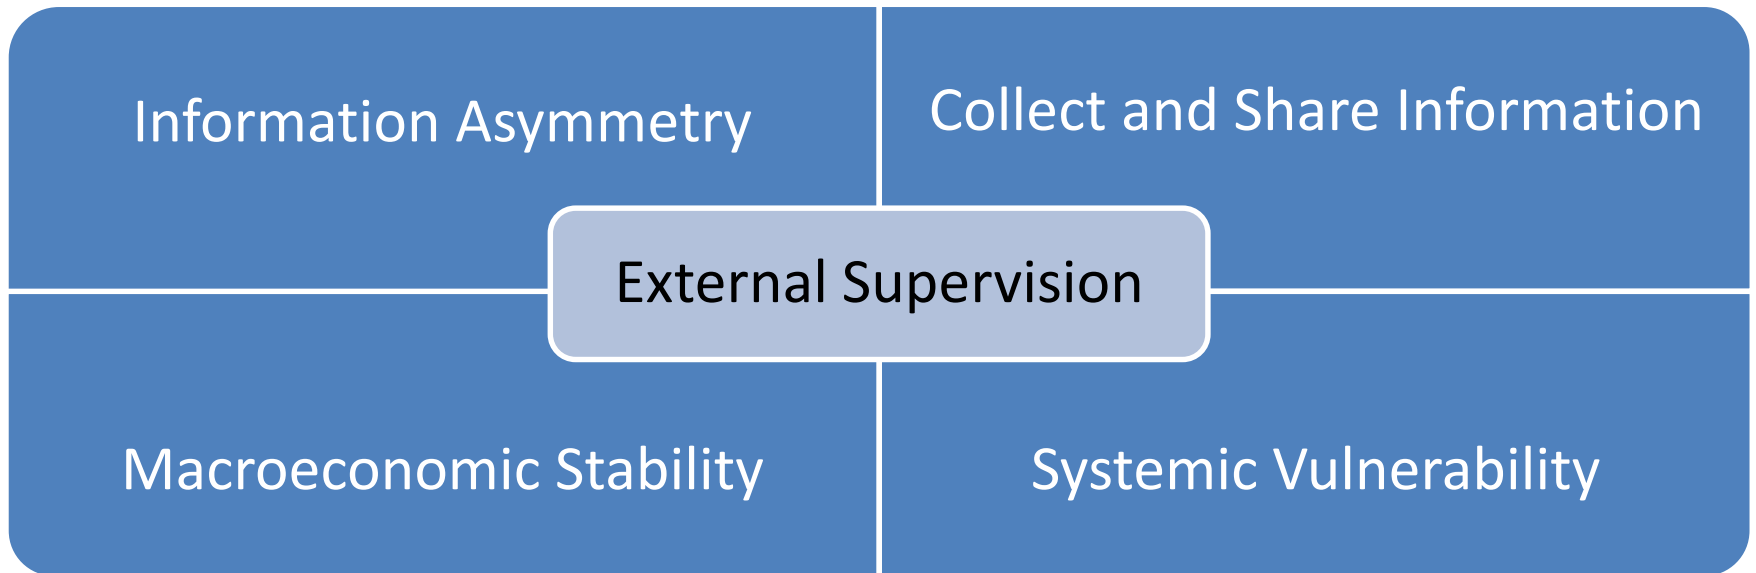 Information Asymmetry
Collect and Share Information
External Supervision
Macroeconomic Stability
Systemic Vulnerability